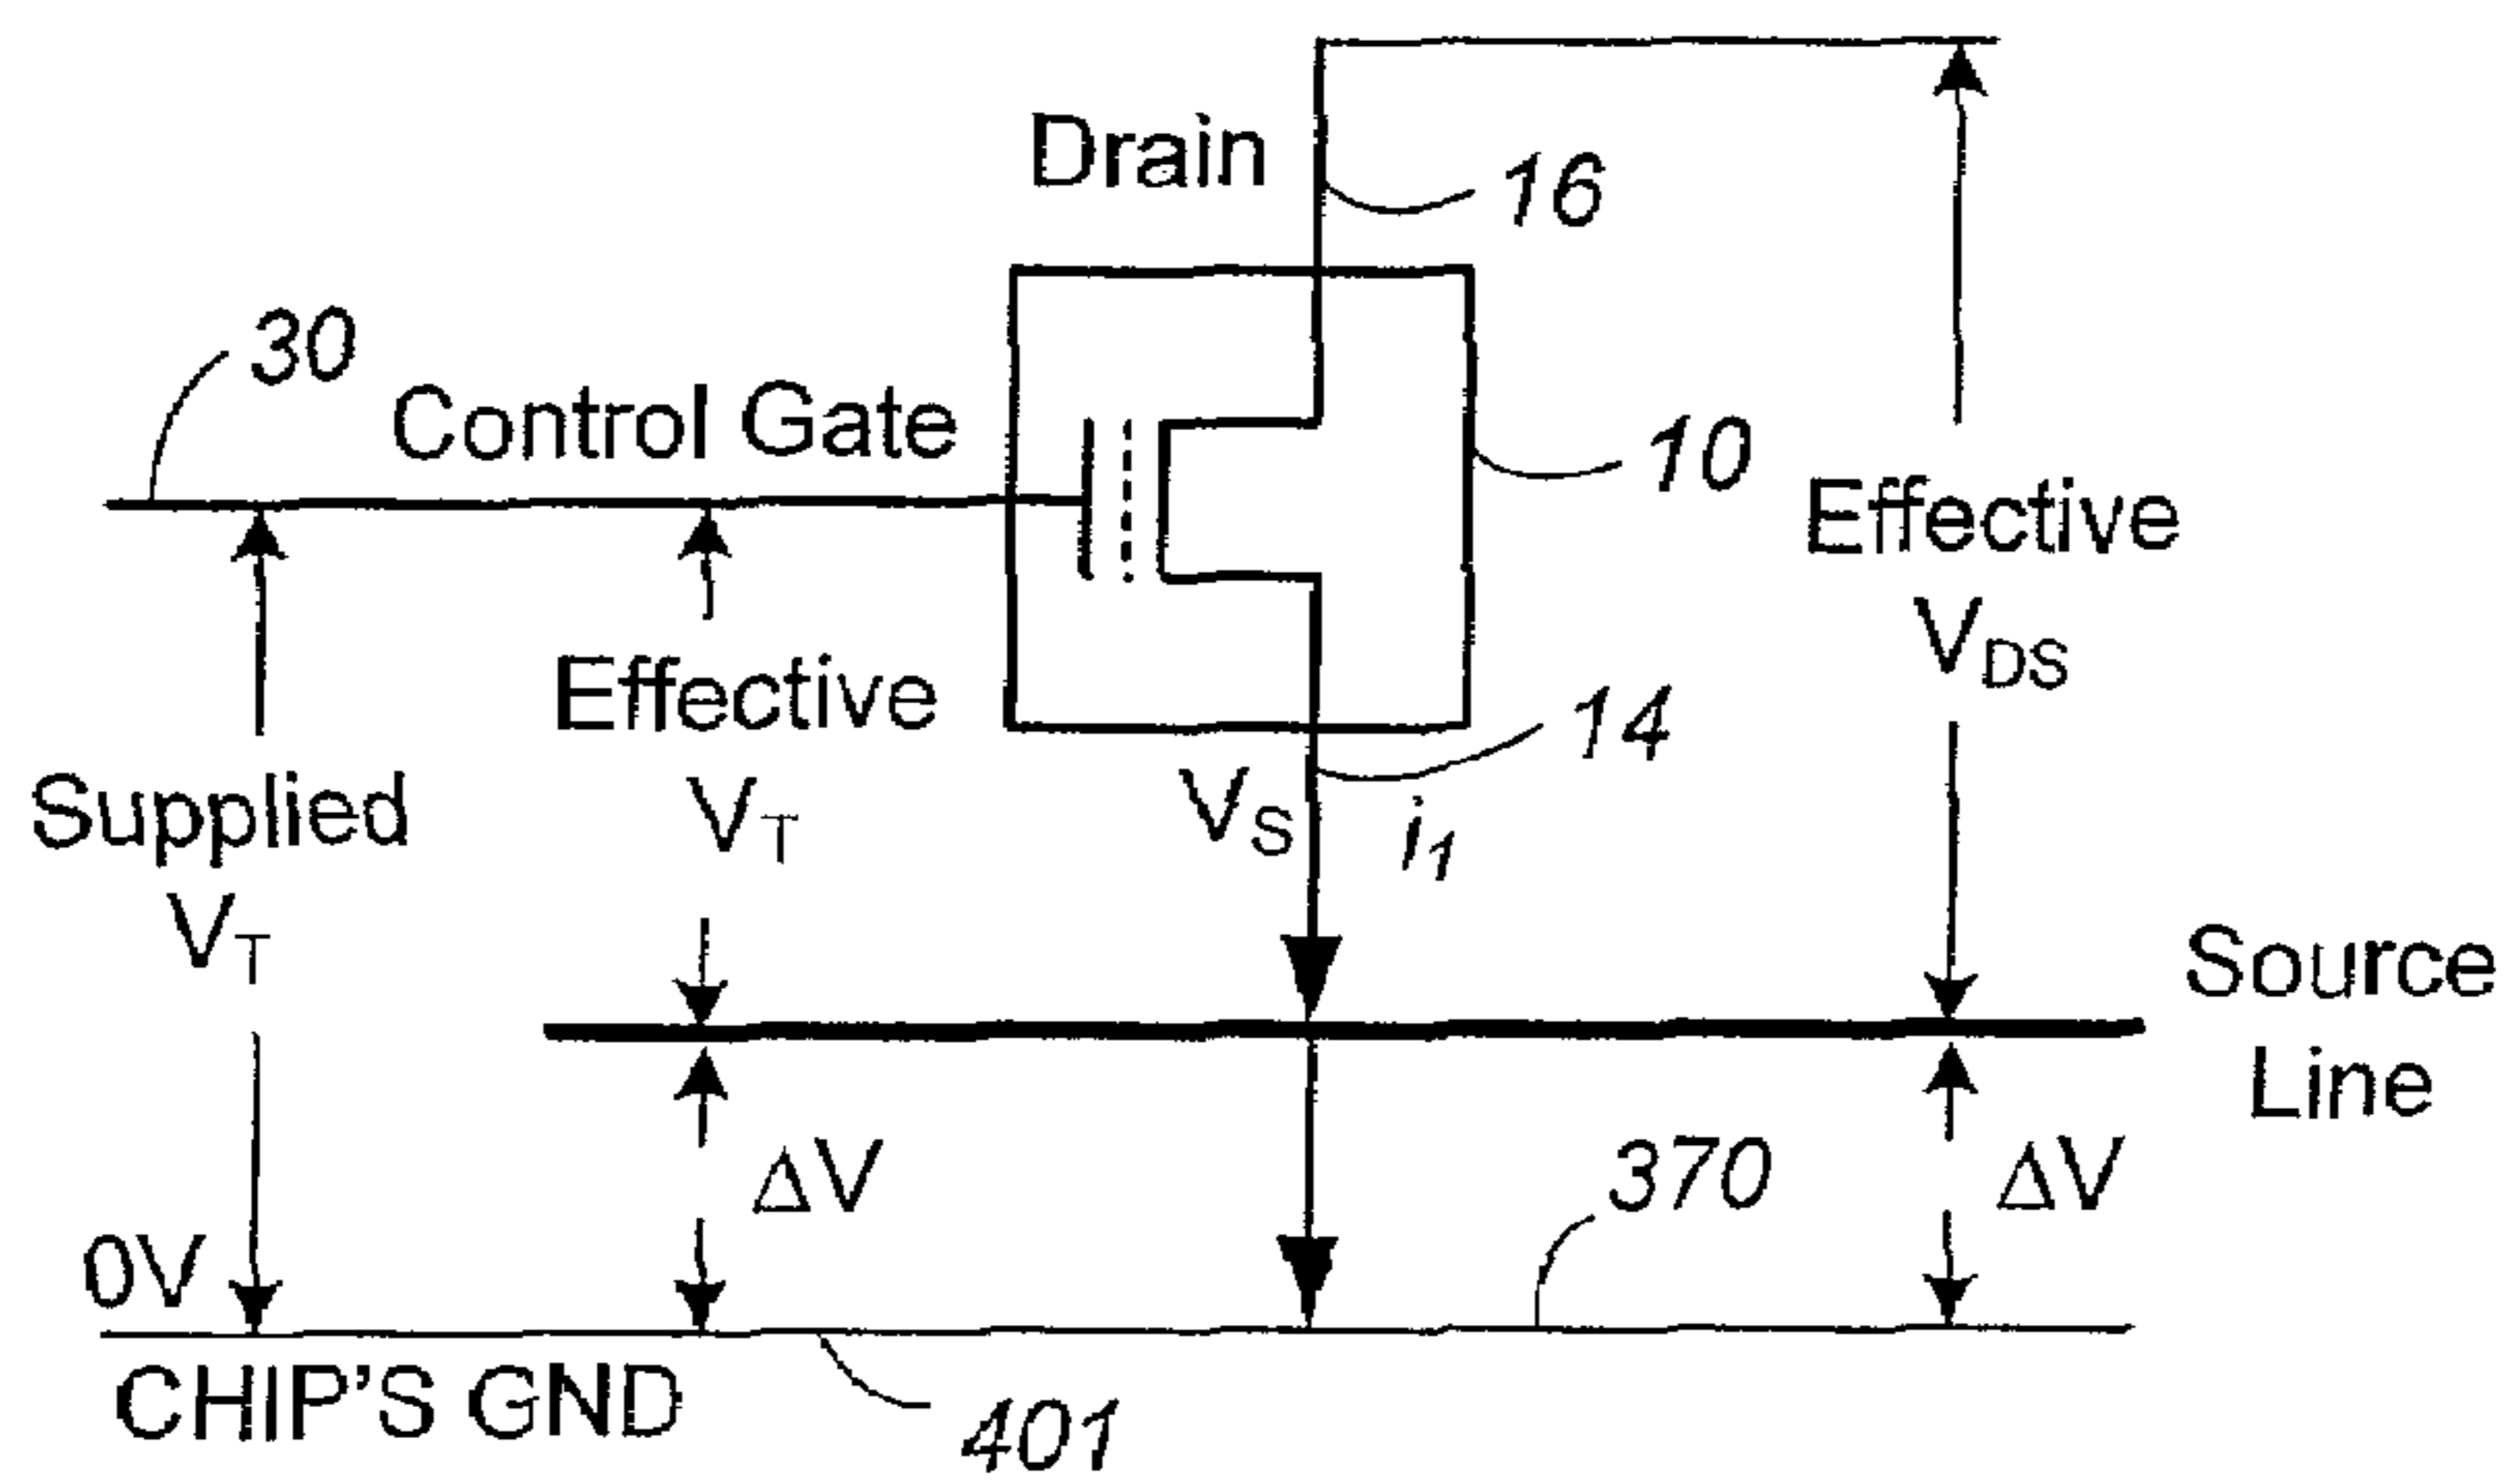 Drain
16
30
Control Gate
10
Effective
V_DS
Effective
V_T
14
Supplied
V_T
V_S
i_1
Source
Line
ΔV
370
ΔV
0V
CHIP'S GND
401